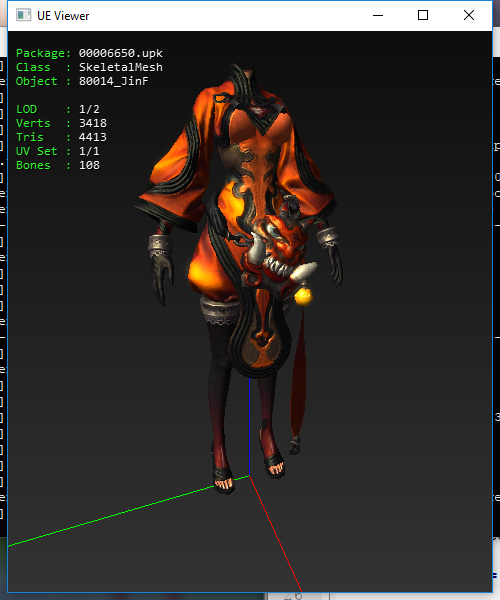 UE Viewer
Package: 00006650.upk
Class : SkeletalMesh
Object : 80014_JinF
LOD : 1/2
Verts : 3418
Tris : 4413
UV Set : 1/1
Bones : 108